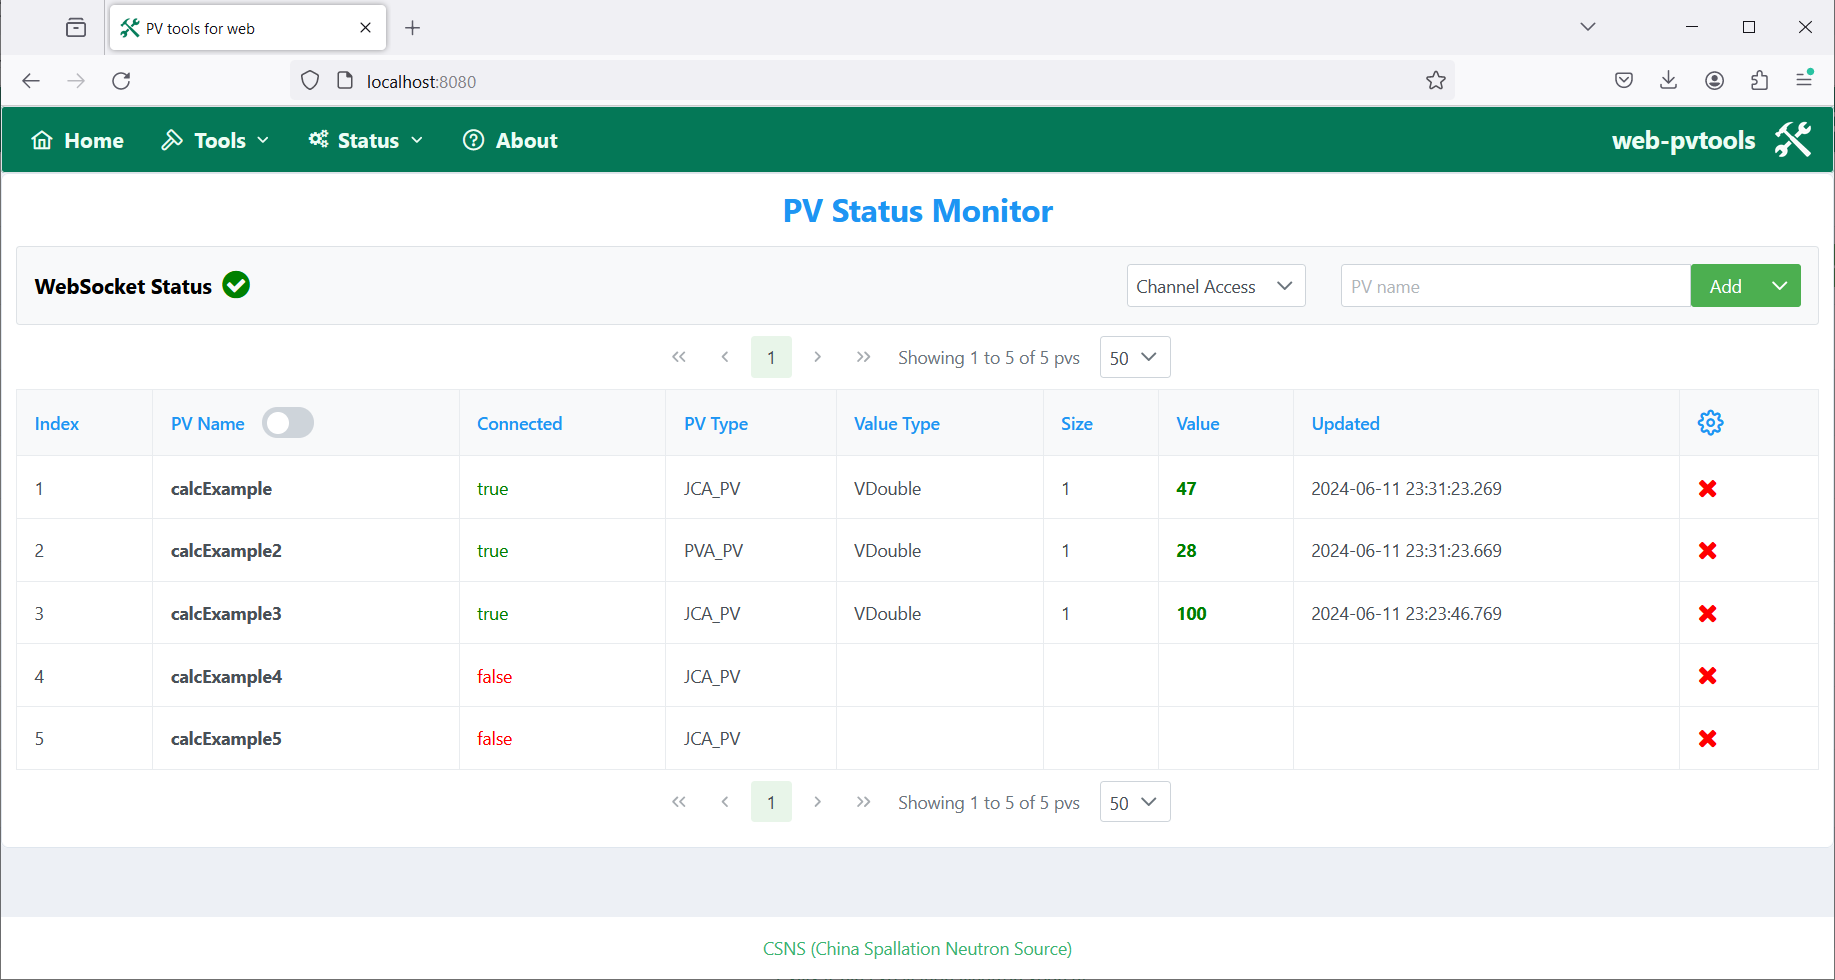 PV tools for web
localhost:8080
Home Tools Status About web-pvtools
PV Status Monitor
WebSocket Status Channel Access PV name Add
1 Showing 1 to 5 of 5 pvs 50
Index PV Name Connected PV Type Value Type Size Value Updated
1 calcExample true JCA_PV VDouble 1 47 2024-06-11 23:31:23.269
2 calcExample2 true PVA_PV VDouble 1 28 2024-06-11 23:31:23.669
3 calcExample3 true JCA_PV VDouble 1 100 2024-06-11 23:23:46.769
4 calcExample4 false JCA_PV
5 calcExample5 false JCA_PV
1 Showing 1 to 5 of 5 pvs 50
CSNS (China Spallation Neutron Source)